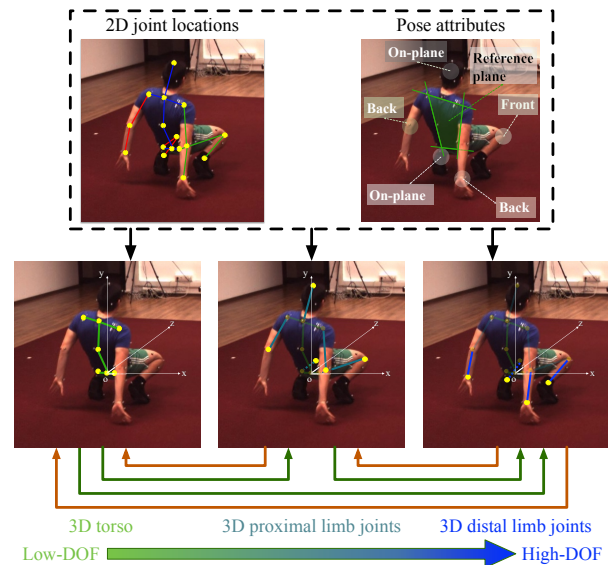 2D joint locations
Pose attributes
On-plane
Reference
plane
Back
Front
On-plane
Back
y
z
x
o
y
z
x
o
y
z
x
o
3D torso
3D proximal limb joints
3D distal limb joints
Low-DOF
High-DOF